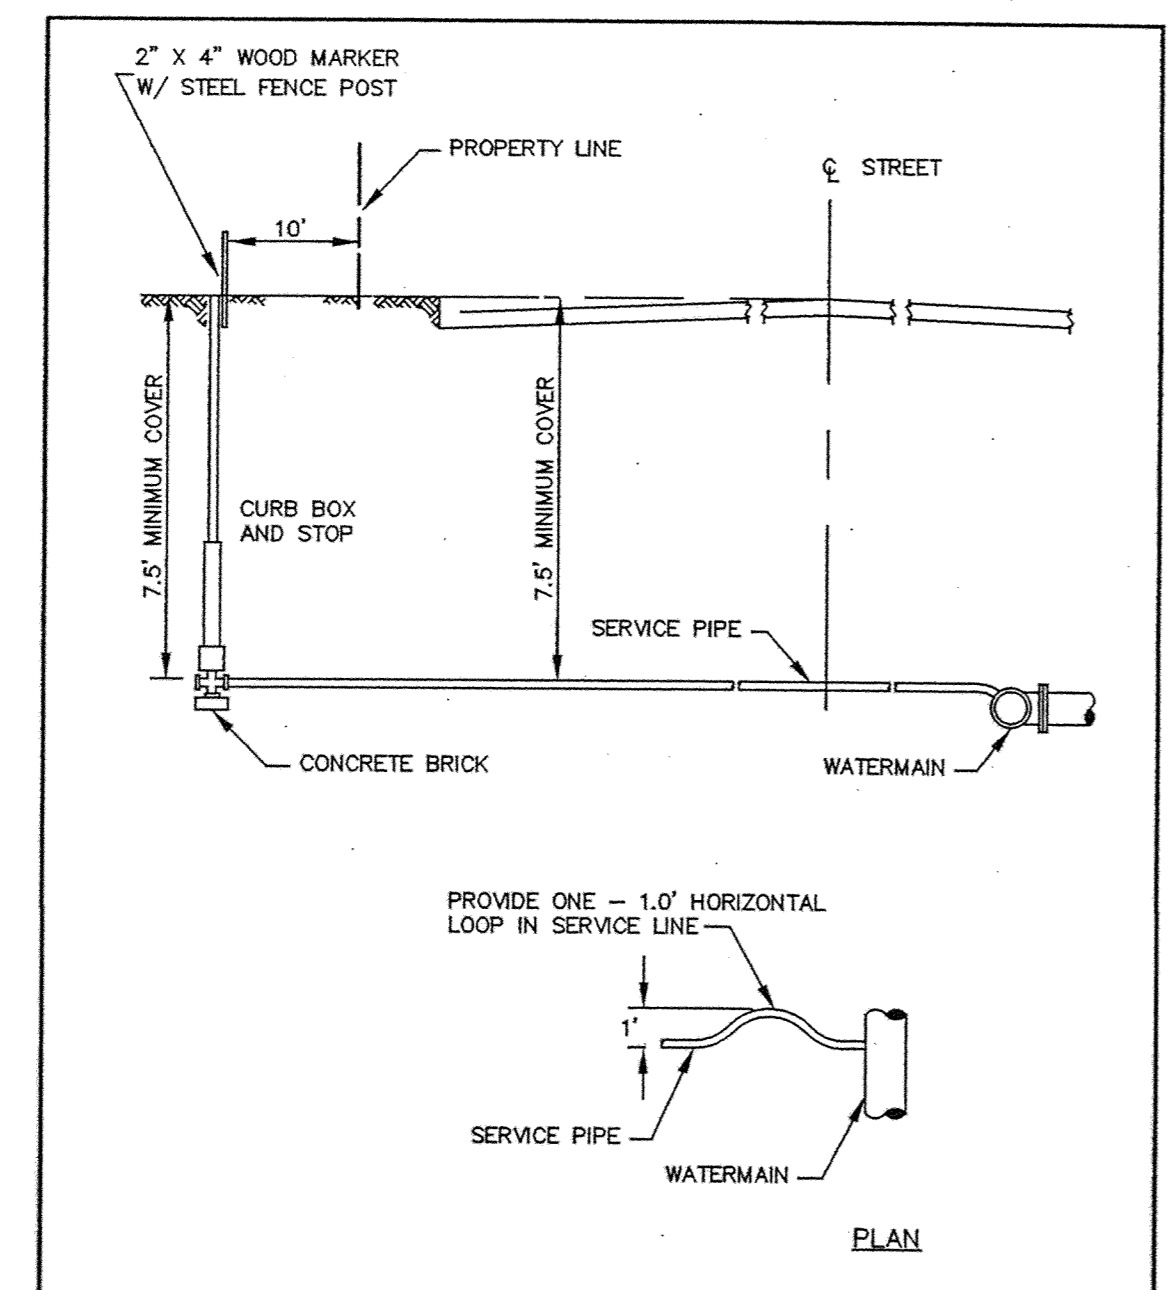 2" X 4" WOOD MARKER
W/ STEEL FENCE POST
PROPERTY LINE
℄ STREET
10'
7.5' MINIMUM COVER
CURB BOX
AND STOP
7.5' MINIMUM COVER
SERVICE PIPE
CONCRETE BRICK
WATERMAIN
PROVIDE ONE – 1.0' HORIZONTAL
LOOP IN SERVICE LINE
1'
SERVICE PIPE
WATERMAIN
PLAN